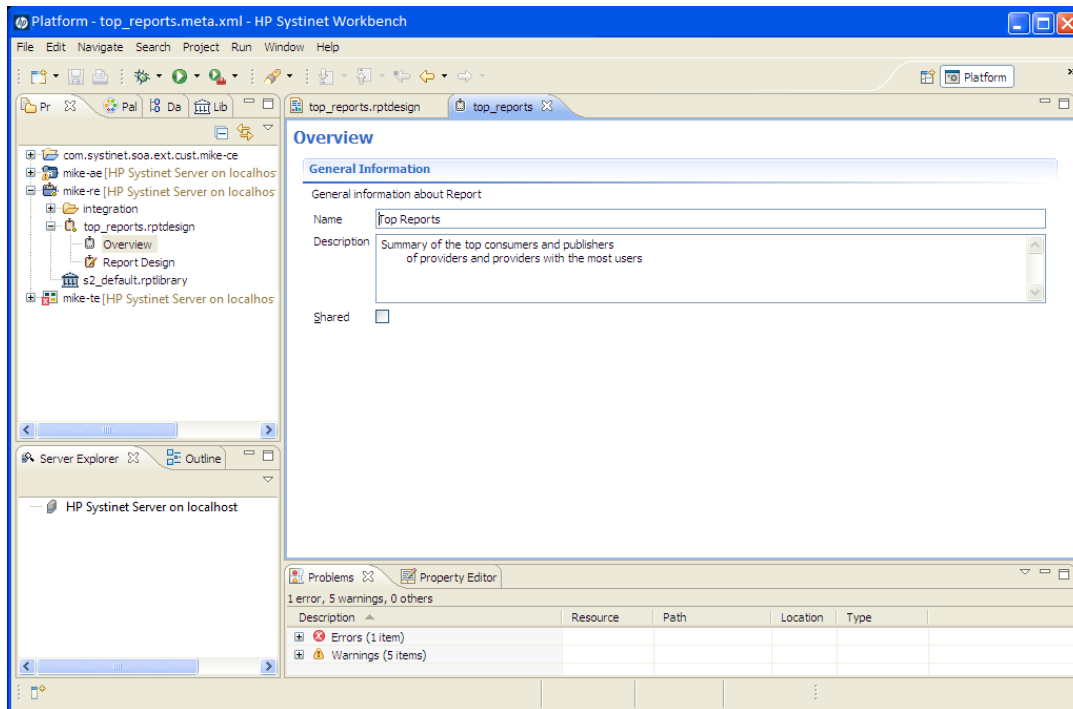 Platform - top_reports.meta.xml - HP Systinet Workbench
File Edit Navigate Search Project Run Window Help
Platform
Pr Pal Da Lib
top_reports.rptdesign top_reports
com.systinet.soa.ext.cust.mike-ce
mike-ae [HP Systinet Server on localhos
mike-re [HP Systinet Server on localhos
integration
top_reports.rptdesign
Overview
Report Design
s2_default.rptlibrary
mike-te [HP Systinet Server on localhos
Overview
General Information
General information about Report
Name Top Reports
Description Summary of the top consumers and publishers
of providers and providers with the most users
Shared
Server Explorer Outline
HP Systinet Server on localhost
Problems Property Editor
1 error, 5 warnings, 0 others
Description Resource Path Location Type
Errors (1 item)
Warnings (5 items)